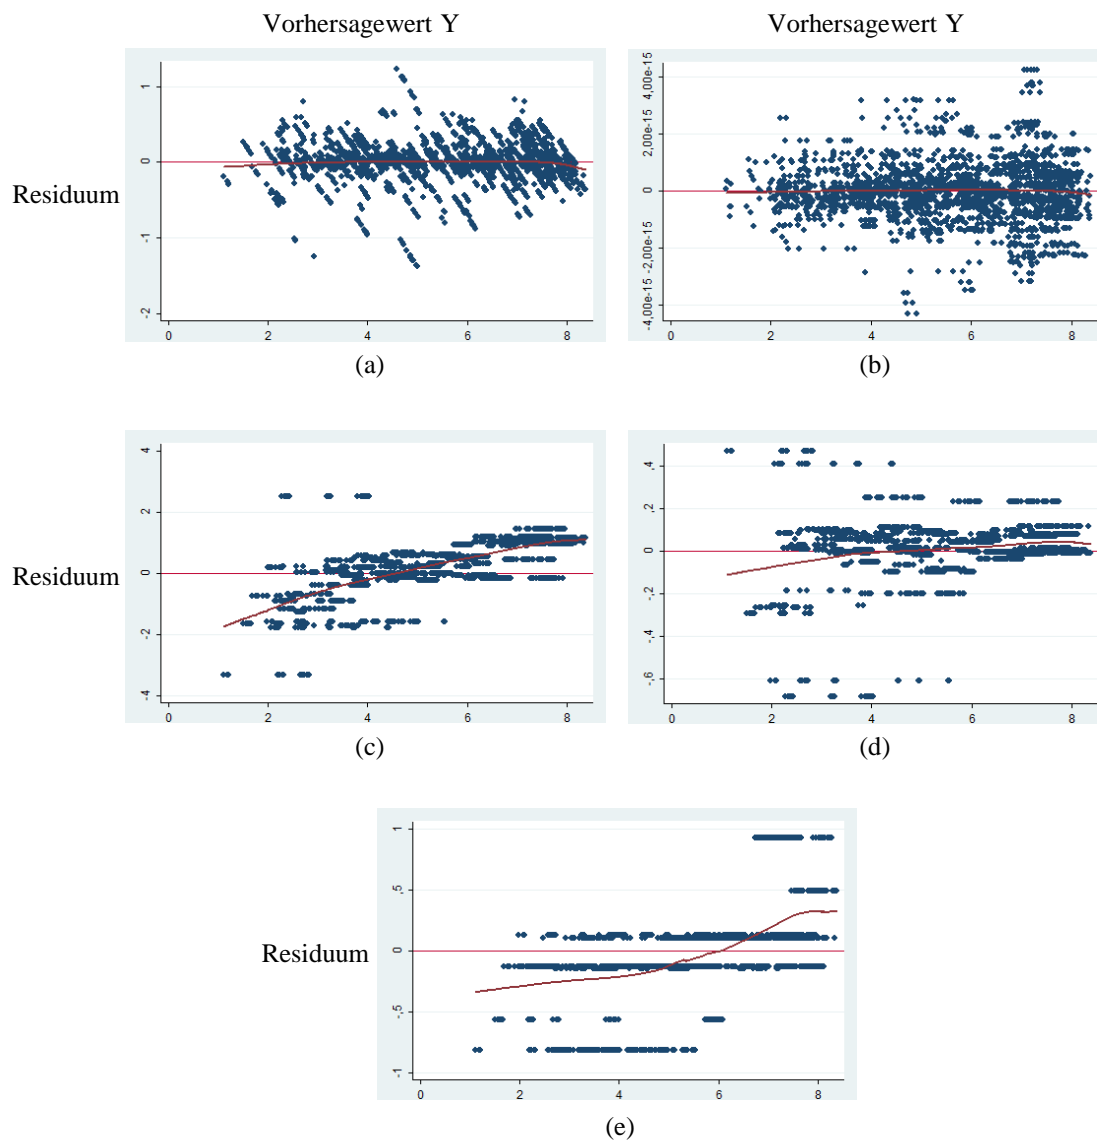 Vorhersagewert Y Vorhersagewert Y
Residuum
1
0
-1
-2
0 2 4 6 8
4,00e-15
2,00e-15
0
-2,00e-15
-4,00e-15
0 2 4 6 8
(a) (b)
Residuum
4
2
0
-2
-4
0 2 4 6 8
,4
,2
0
-,2
-,4
-,6
0 2 4 6 8
(c) (d)
Residuum
1
,5
0
-,5
-1
0 2 4 6 8
(e)